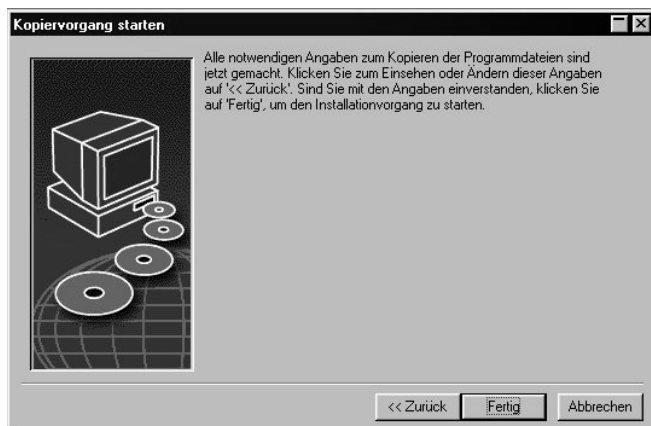 Kopiervorgang starten
Alle notwendigen Angaben zum Kopieren der Programmdateien sind
jetzt gemacht. Klicken Sie zum Einsehen oder Ändern dieser Angaben
auf '<< Zurück'. Sind Sie mit den Angaben einverstanden, klicken Sie
auf 'Fertig', um den Installationvorgang zu starten.
<< Zurück
Fertig
Abbrechen